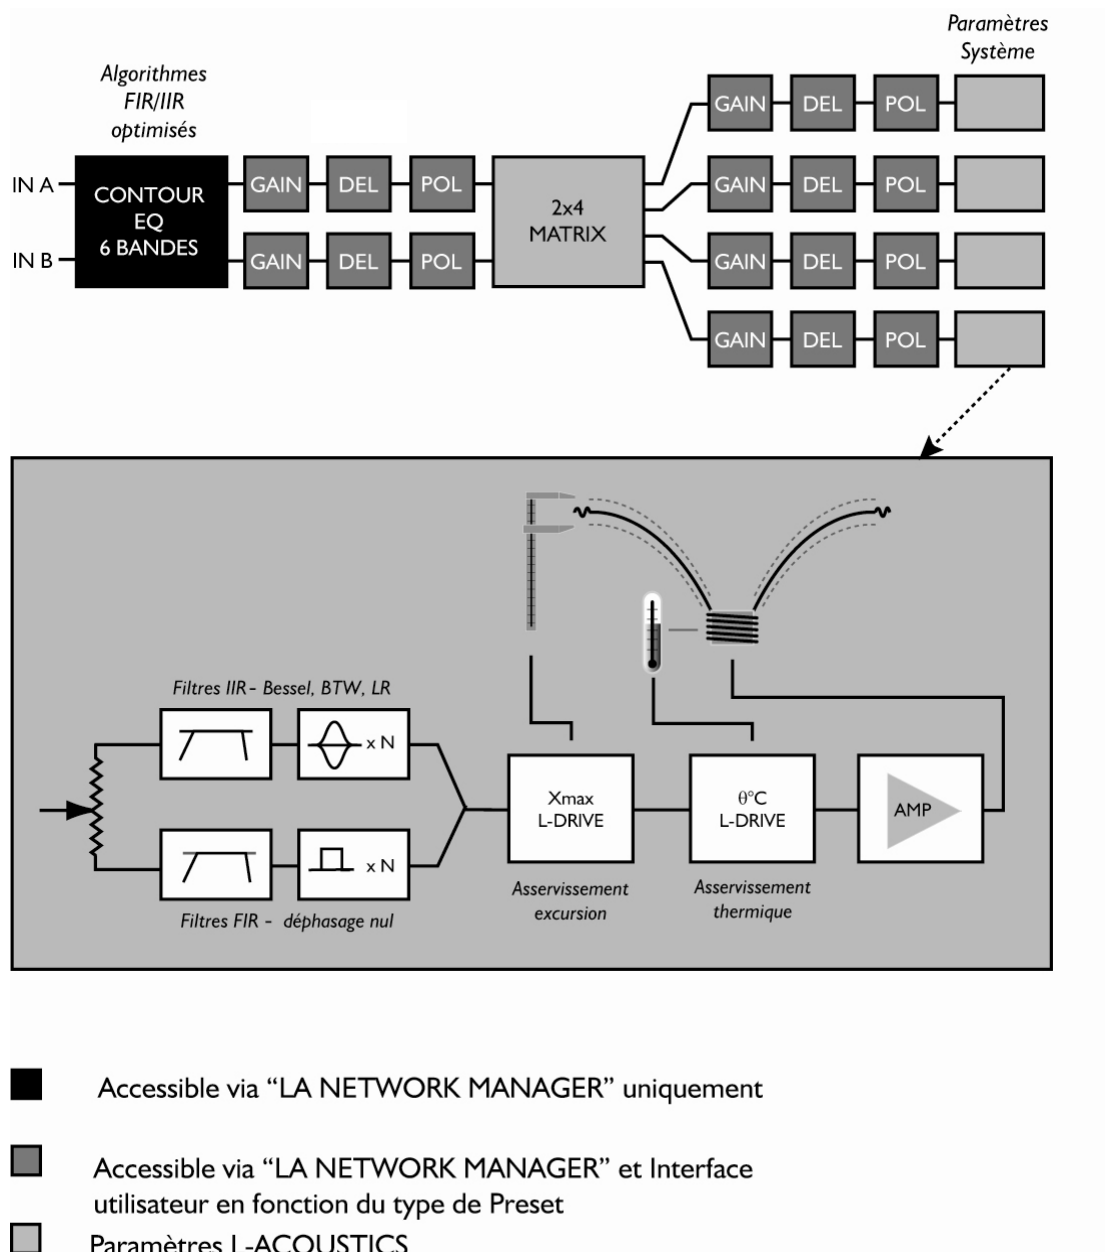 Paramètres
Système
Algorithmes
FIR/IIR
optimisés
GAIN DEL POL
IN A CONTOUR EQ 6 BANDES GAIN DEL POL 2x4 MATRIX GAIN DEL POL
IN B GAIN DEL POL GAIN DEL POL
GAIN DEL POL
Filtres IIR - Bessel, BTW, LR
x N
Xmax
L-DRIVE
θ°C
L-DRIVE
AMP
x N
Filtres FIR - déphasage nul
Asservissement
excursion
Asservissement
thermique
Accessible via “LA NETWORK MANAGER” uniquement
Accessible via “LA NETWORK MANAGER” et Interface
utilisateur en fonction du type de Preset
Paramètres L-ACOUSTICS